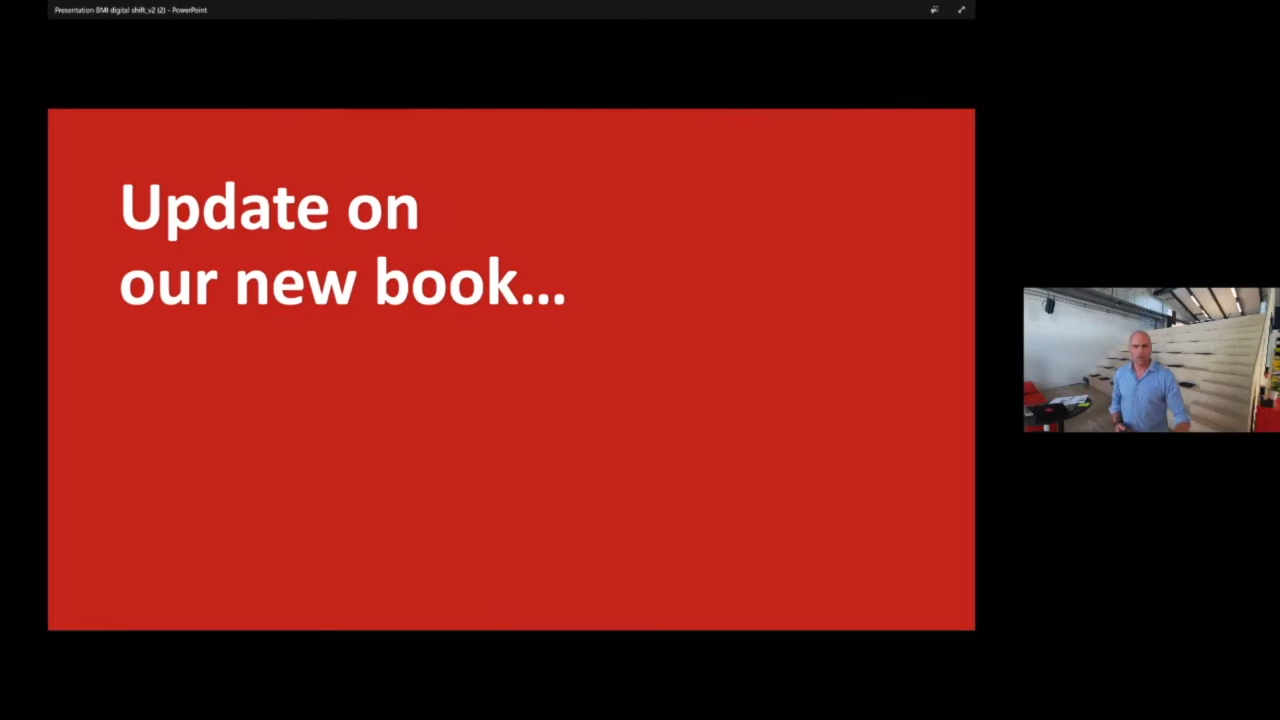 Presentation BMI digital shift_v2 (2) - PowerPoint
Update on
our new book...